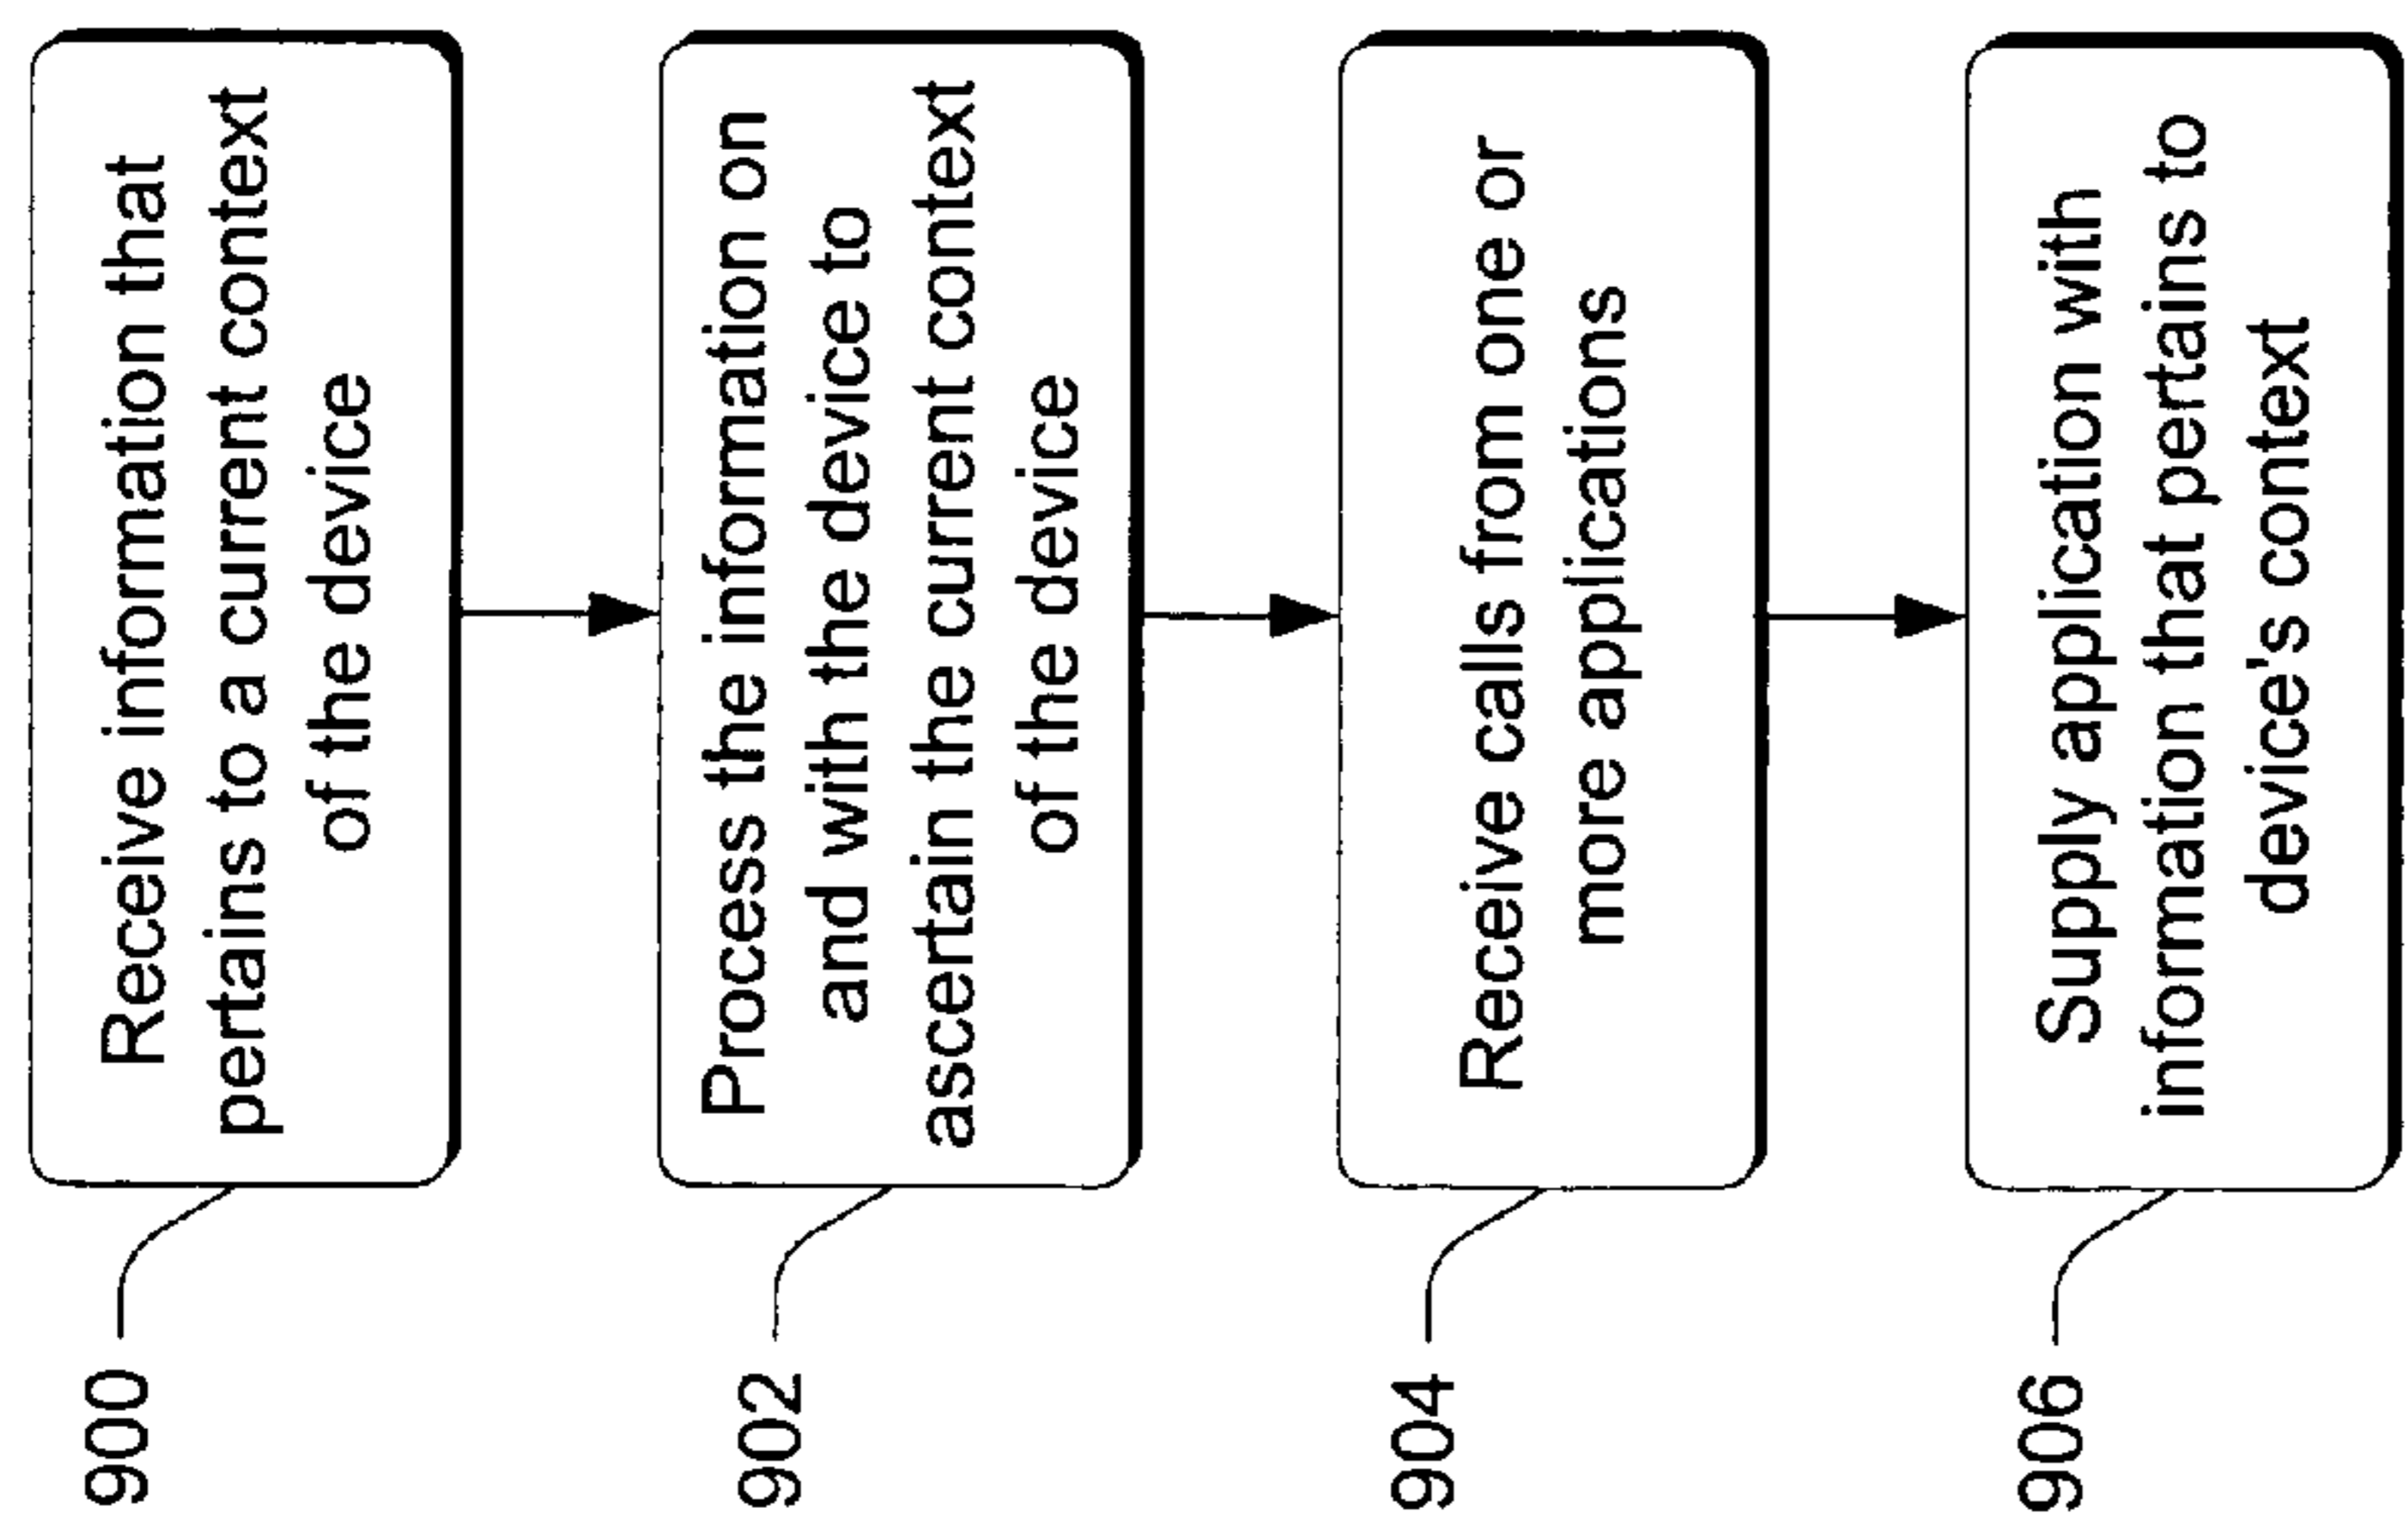 900
Receive information that
pertains to a current context
of the device
902
Process the information on
and with the device to
ascertain the current context
of the device
904
Receive calls from one or
more applications
906
Supply application with
information that pertains to
device's context